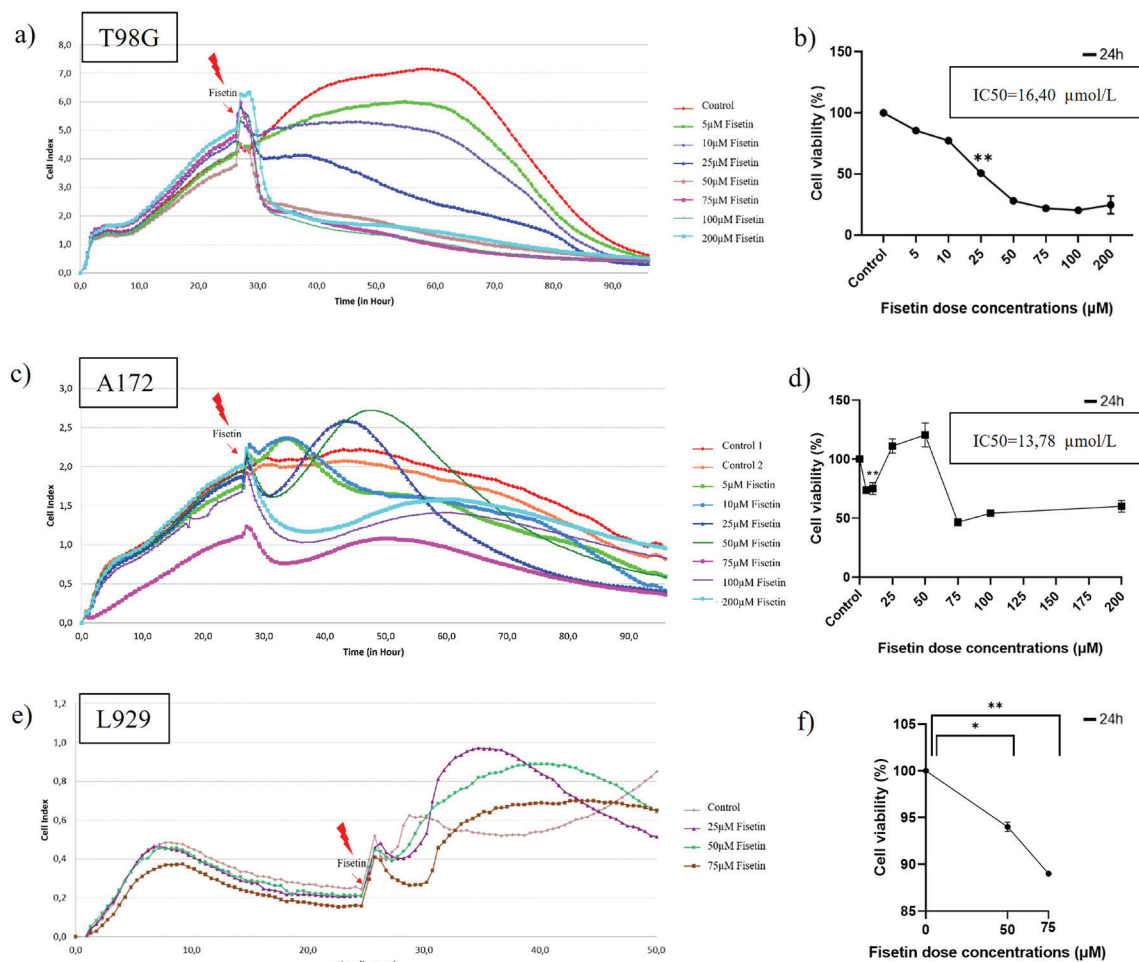 a)
T98G
8,0
7,0
6,0
5,0
4,0
3,0
2,0
1,0
0,0
Cell Index
Fisetin
0,0 10,0 20,0 30,0 40,0 50,0 60,0 70,0 80,0 90,0
Time (in Hour)
Control
5µM Fisetin
10µM Fisetin
25µM Fisetin
50µM Fisetin
75µM Fisetin
100µM Fisetin
200µM Fisetin
b)
24h
IC50=16,40 µmol/L
Cell viability (%)
150
100
50
0
**
Control 5 10 25 50 75 100 200
Fisetin dose concentrations (µM)
c)
A172
3,0
2,5
2,0
1,5
1,0
0,5
0,0
Cell Index
Fisetin
0,0 10,0 20,0 30,0 40,0 50,0 60,0 70,0 80,0 90,0
Time (in Hour)
Control 1
Control 2
5µM Fisetin
10µM Fisetin
25µM Fisetin
50µM Fisetin
75µM Fisetin
100µM Fisetin
200µM Fisetin
d)
24h
IC50=13,78 µmol/L
Cell viability (%)
150
100
50
0
**
Control 25 50 75 100 125 150 175 200
Fisetin dose concentrations (µM)
e)
L929
1,2
1,0
0,8
0,6
0,4
0,2
0,0
Cell Index
Fisetin
0,0 10,0 20,0 30,0 40,0 50,0
Control
25µM Fisetin
50µM Fisetin
75µM Fisetin
f)
24h
**
*
Cell viability (%)
105
100
95
90
85
0 50 75
Fisetin dose concentrations (µM)